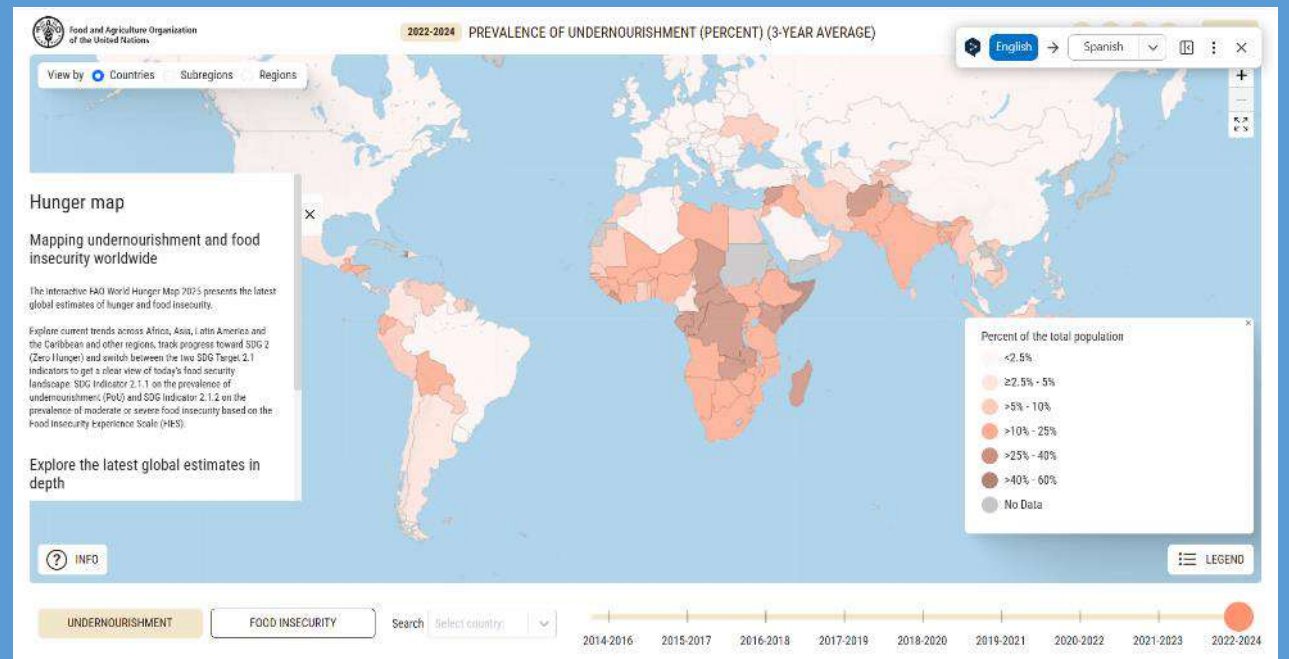 Food and Agriculture Organization
of the United Nations
2022-2024 PREVALENCE OF UNDERNOURISHMENT (PERCENT) (3-YEAR AVERAGE)
English → Spanish
View by Countries Subregions Regions
Hunger map
Mapping undernourishment and food
insecurity worldwide
The interactive FAO World Hunger Map 2025 presents the latest
global estimates of hunger and food insecurity.
Explore current trends across Africa, Asia, Latin America and
the Caribbean and other regions, track progress toward SDG 2
(Zero Hunger) and switch between the two SDG Target 2.1
indicators to get a clear view of today's food security
landscape: SDG Indicator 2.1.1 on the prevalence of
undernourishment (PoU) and SDG Indicator 2.1.2 on the
prevalence of moderate or severe food insecurity based on the
Food Insecurity Experience Scale (FIES).
Explore the latest global estimates in
depth
Percent of the total population
<2.5%
≥2.5% - 5%
>5% - 10%
>10% - 25%
>25% - 40%
>40% - 60%
No Data
? INFO
LEGEND
UNDERNOURISHMENT
FOOD INSECURITY
Search Select country:
2014-2016 2015-2017 2016-2018 2017-2019 2018-2020 2019-2021 2020-2022 2021-2023 2022-2024